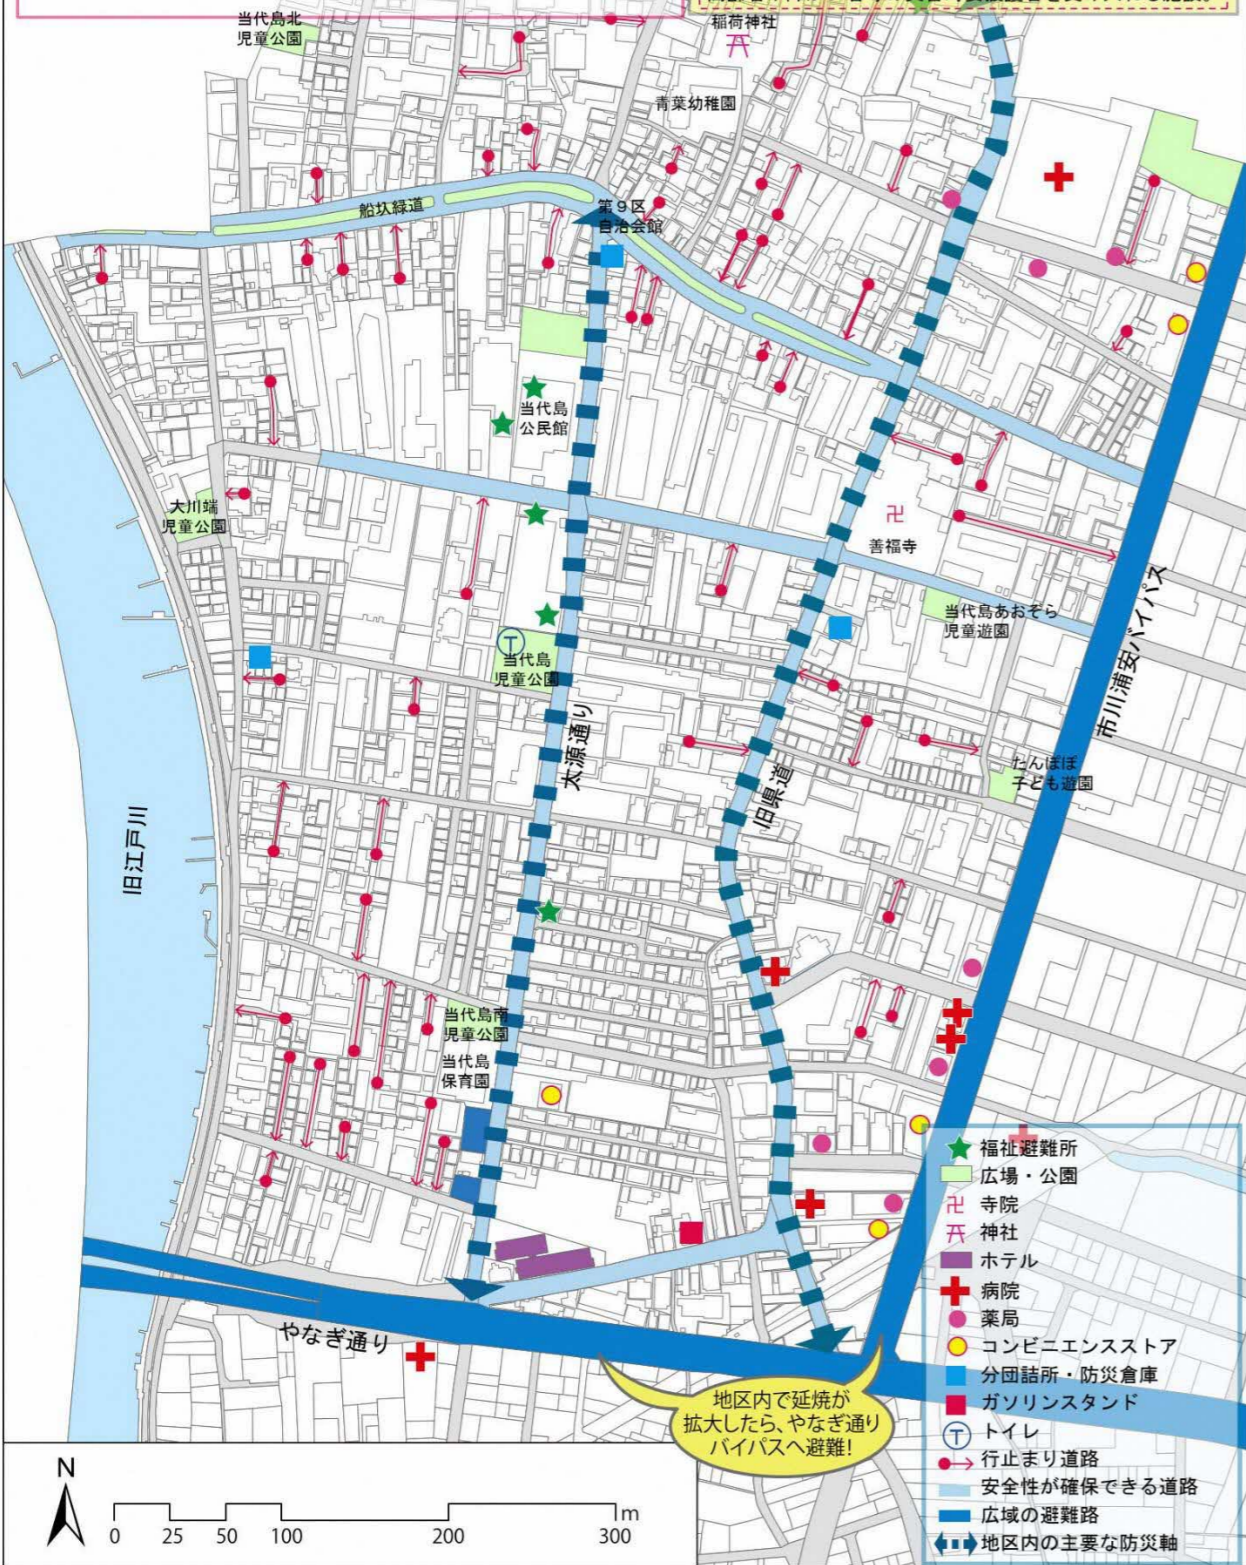 当代島北
児童公園
稲荷神社
青葉幼稚園
船圦緑道
第9区
自治会館
当代島
公民館
大川端
児童公園
善福寺
当代島あおぞら
児童遊園
T
当代島
児童公園
市川浦安バイパス
太源通り
たんぽぽ
子ども遊園
旧県道
旧江戸川
当代島南
児童公園
当代島
保育園
やなぎ通り
地区内で延焼が
拡大したら、やなぎ通り
バイパスへ避難!
福祉避難所
広場・公園
寺院
神社
ホテル
病院
薬局
コンビニエンスストア
分団詰所・防災倉庫
ガソリンスタンド
T トイレ
行止まり道路
安全性が確保できる道路
広域の避難路
地区内の主要な防災軸
N
0 25 50 100 200 300 m